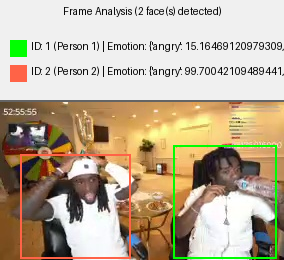 Frame Analysis (2 face(s) detected)
ID: 1 (Person 1) | Emotion: {'angry': 15.16469120979309,
ID: 2 (Person 2) | Emotion: {'angry': 99.70042109489441,
52:55:55